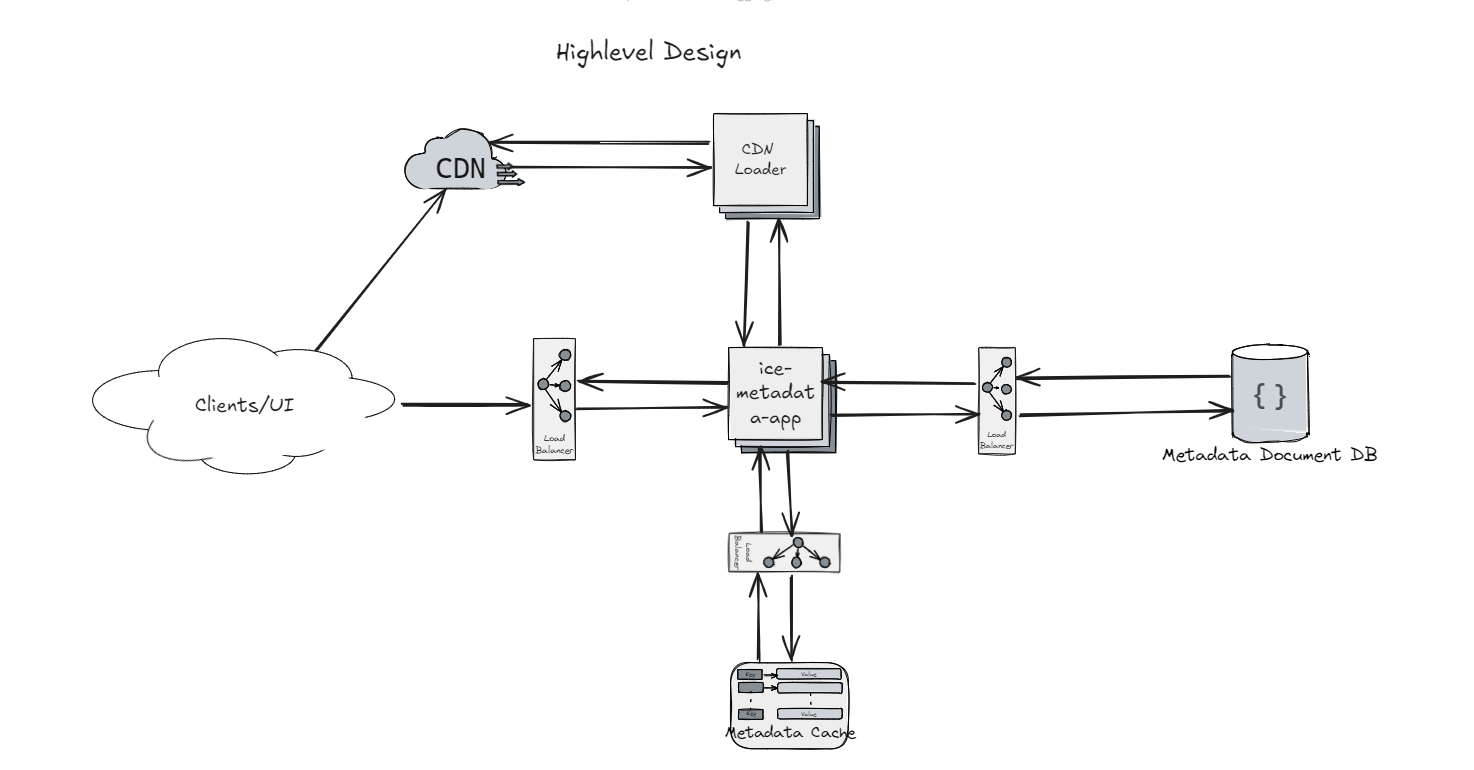 Highlevel Design
CDN
CDN
Loader
Clients/UI
Load
Balancer
ice-
metadat
a-app
Load
Balancer
{ }
Metadata Document DB
Load
Balancer
Key
Value
Key
Value
Metadata Cache